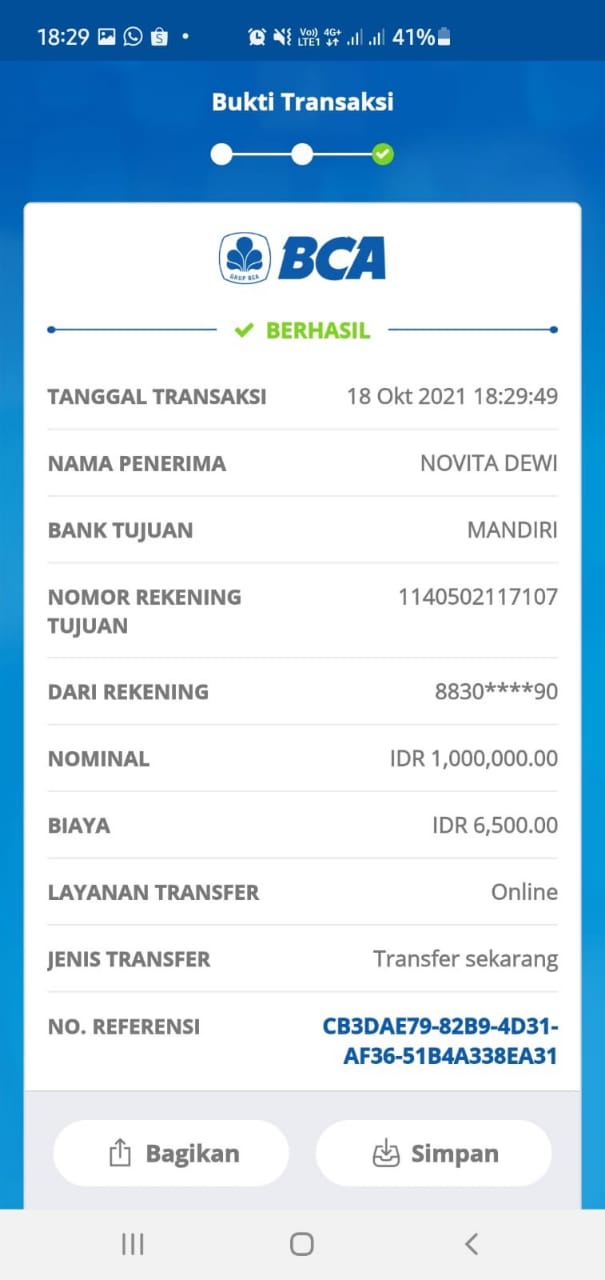 18:29 Vo)) LTE1 4G+ 41%
Bukti Transaksi
GRUP BCA
BCA
BERHASIL
TANGGAL TRANSAKSI 18 Okt 2021 18:29:49
NAMA PENERIMA NOVITA DEWI
BANK TUJUAN MANDIRI
NOMOR REKENING 1140502117107
TUJUAN
DARI REKENING 8830****90
NOMINAL IDR 1,000,000.00
BIAYA IDR 6,500.00
LAYANAN TRANSFER Online
JENIS TRANSFER Transfer sekarang
NO. REFERENSI CB3DAE79-82B9-4D31-
AF36-51B4A338EA31
Bagikan Simpan